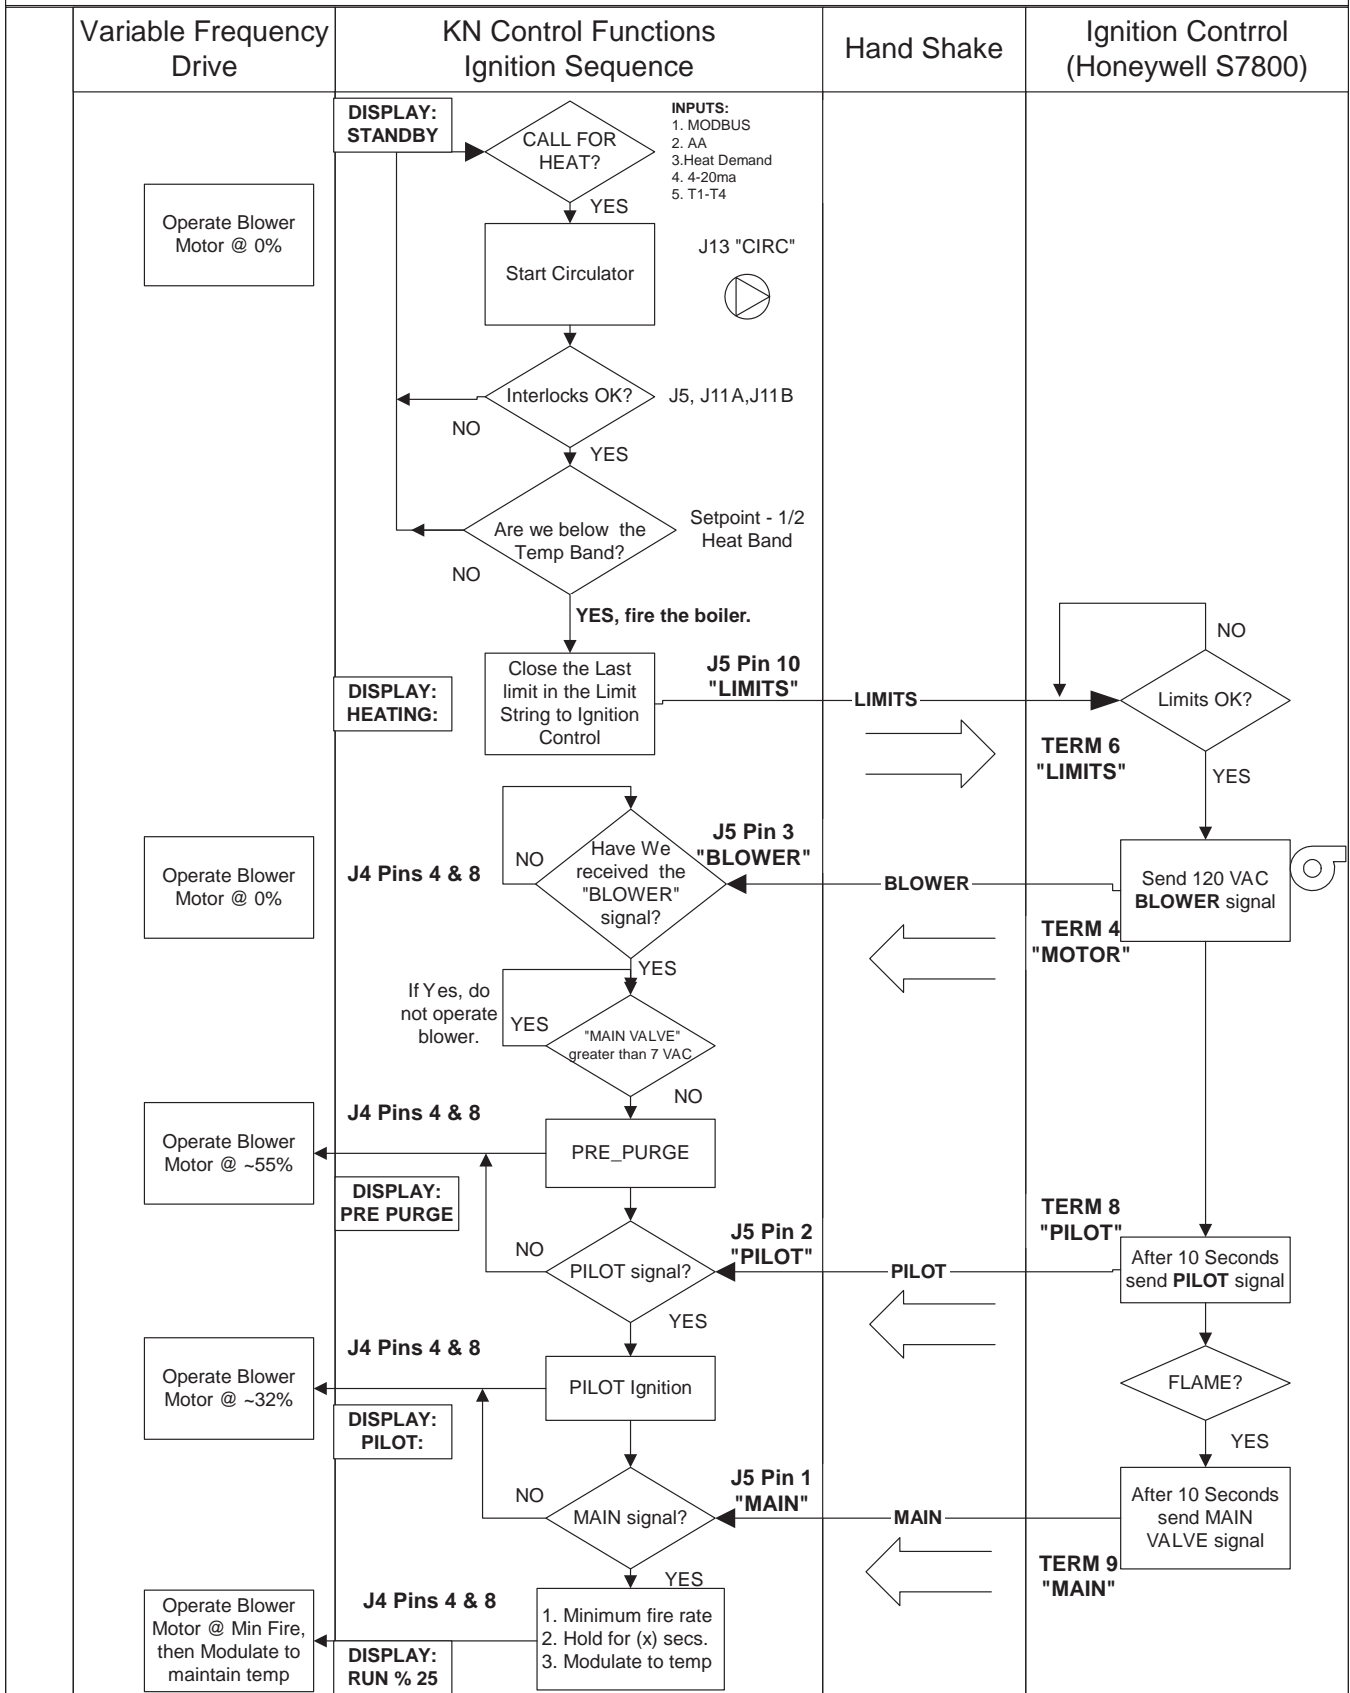 Variable Frequency
Drive
KN Control Functions
Ignition Sequence
Hand Shake
Ignition Contrrol
(Honeywell S7800)
DISPLAY:
STANDBY
CALL FOR
HEAT?
INPUTS:
1. MODBUS
2. AA
3.Heat Demand
4. 4-20ma
5. T1-T4
YES
Operate Blower
Motor @ 0%
Start Circulator
J13 "CIRC"
Interlocks OK?
J5, J11A,J11B
NO
YES
Are we below the
Temp Band?
Setpoint - 1/2
Heat Band
NO
YES, fire the boiler.
NO
DISPLAY:
HEATING:
Close the Last
limit in the Limit
String to Ignition
Control
J5 Pin 10
"LIMITS"
LIMITS
Limits OK?
TERM 6
"LIMITS"
YES
Operate Blower
Motor @ 0%
J4 Pins 4 & 8
NO
Have We
received the
"BLOWER"
signal?
J5 Pin 3
"BLOWER"
BLOWER
Send 120 VAC
BLOWER signal
TERM 4
"MOTOR"
YES
If Yes, do
not operate
blower.
YES
"MAIN VALVE"
greater than 7 VAC
NO
J4 Pins 4 & 8
Operate Blower
Motor @ ~55%
PRE_PURGE
DISPLAY:
PRE PURGE
NO
PILOT signal?
J5 Pin 2
"PILOT"
PILOT
TERM 8
"PILOT"
After 10 Seconds
send PILOT signal
YES
J4 Pins 4 & 8
Operate Blower
Motor @ ~32%
PILOT Ignition
FLAME?
DISPLAY:
PILOT:
YES
NO
MAIN signal?
J5 Pin 1
"MAIN"
MAIN
After 10 Seconds
send MAIN
VALVE signal
TERM 9
"MAIN"
YES
J4 Pins 4 & 8
Operate Blower
Motor @ Min Fire,
then Modulate to
maintain temp
1. Minimum fire rate
2. Hold for (x) secs.
3. Modulate to temp
DISPLAY:
RUN % 25